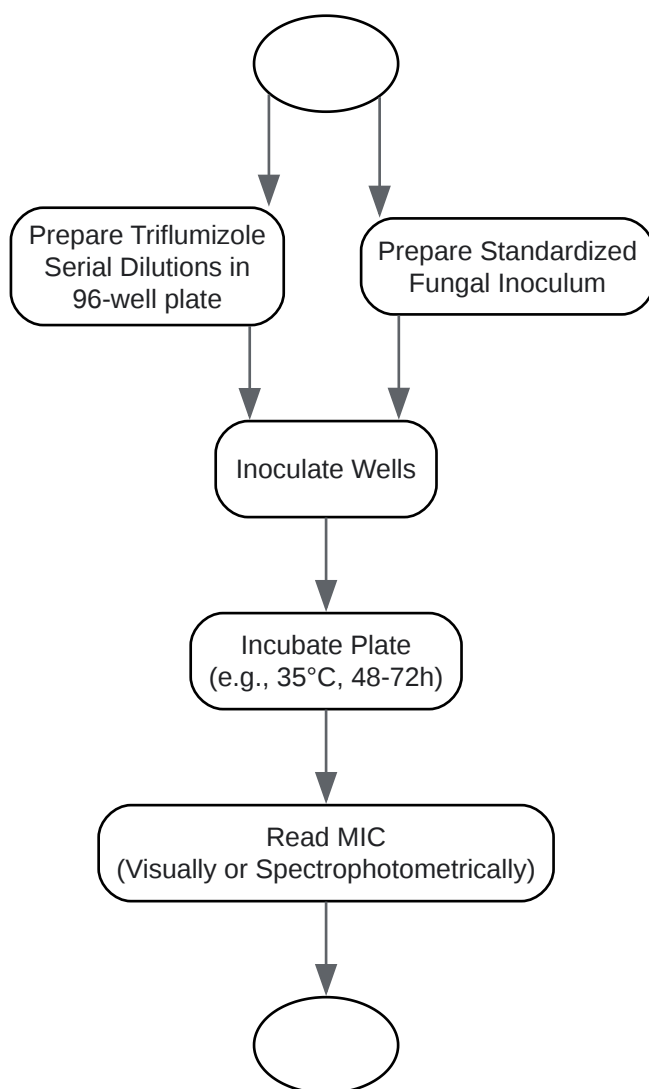 Prepare Triflumizole
Serial Dilutions in
96-well plate
Prepare Standardized
Fungal Inoculum
Inoculate Wells
Incubate Plate
(e.g., 35°C, 48-72h)
Read MIC
(Visually or Spectrophotometrically)